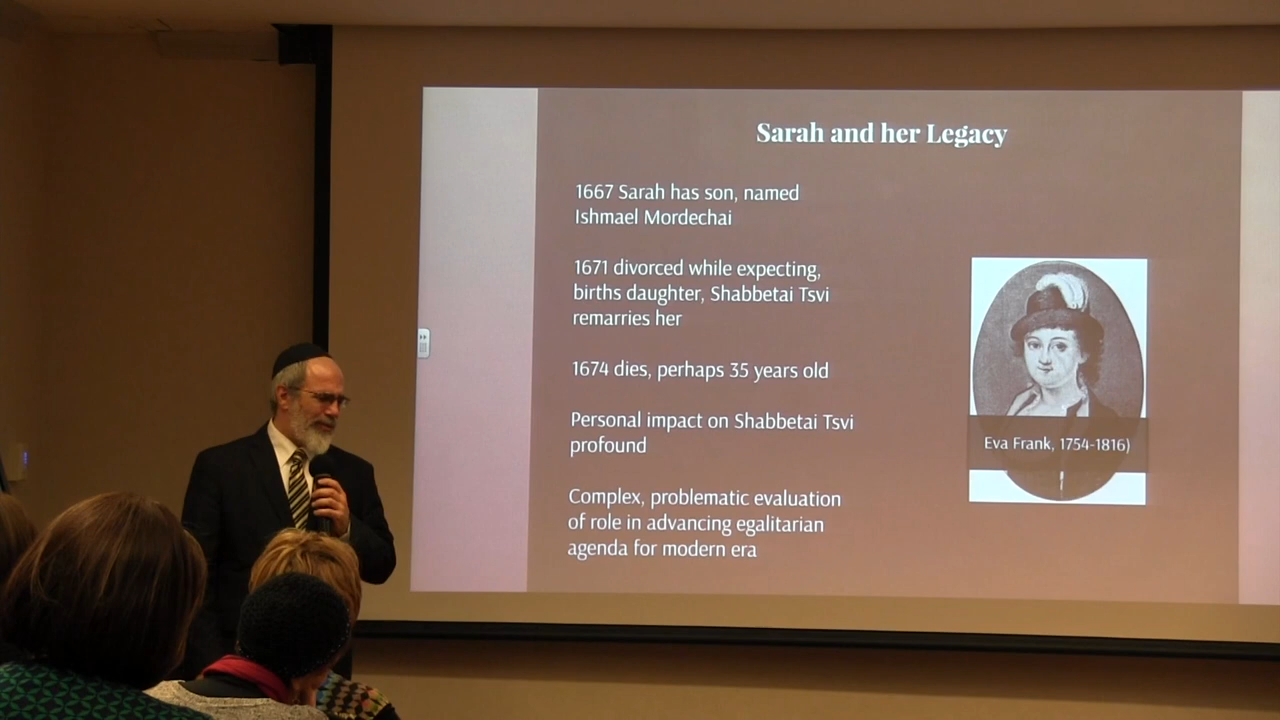 Sarah and her Legacy
1667 Sarah has son, named
Ishmael Mordechai
1671 divorced while expecting,
births daughter, Shabbetai Tsvi
remarries her
1674 dies, perhaps 35 years old
Personal impact on Shabbetai Tsvi
profound
Complex, problematic evaluation
of role in advancing egalitarian
agenda for modern era
Eva Frank, 1754-1816)